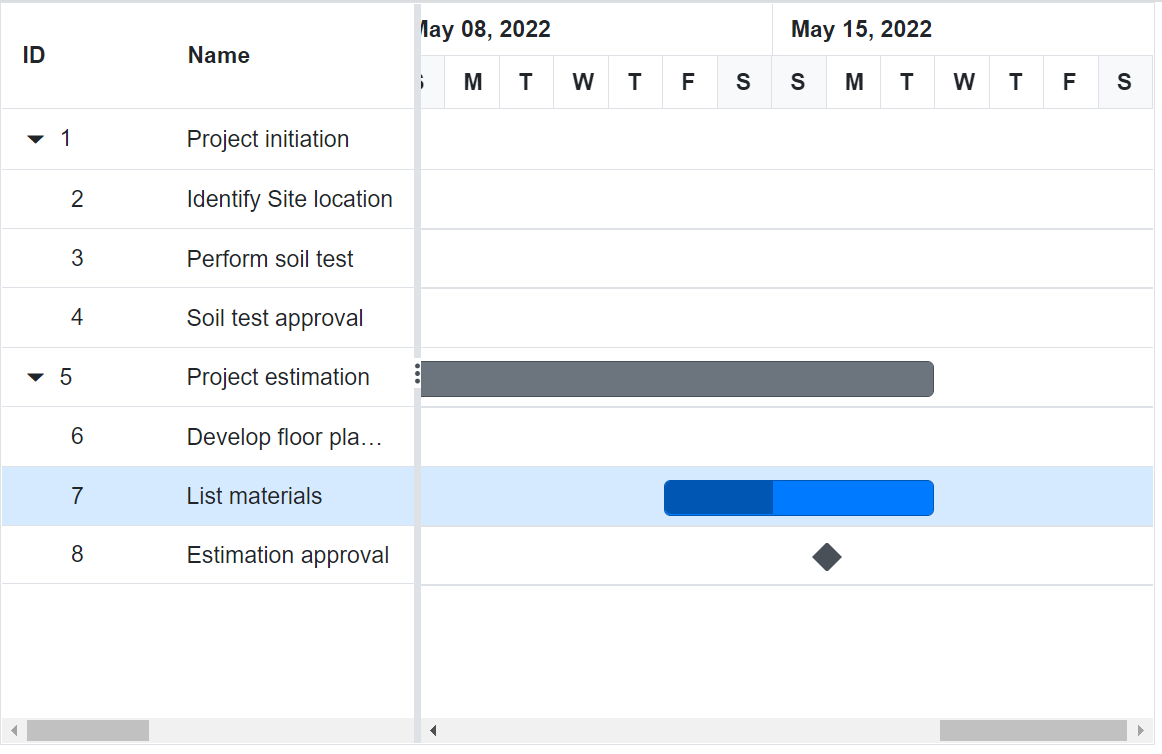 ID Name May 08, 2022 May 15, 2022
S M T W T F S S M T W T F S
1 Project initiation
2 Identify Site location
3 Perform soil test
4 Soil test approval
5 Project estimation
6 Develop floor pla…
7 List materials
8 Estimation approval